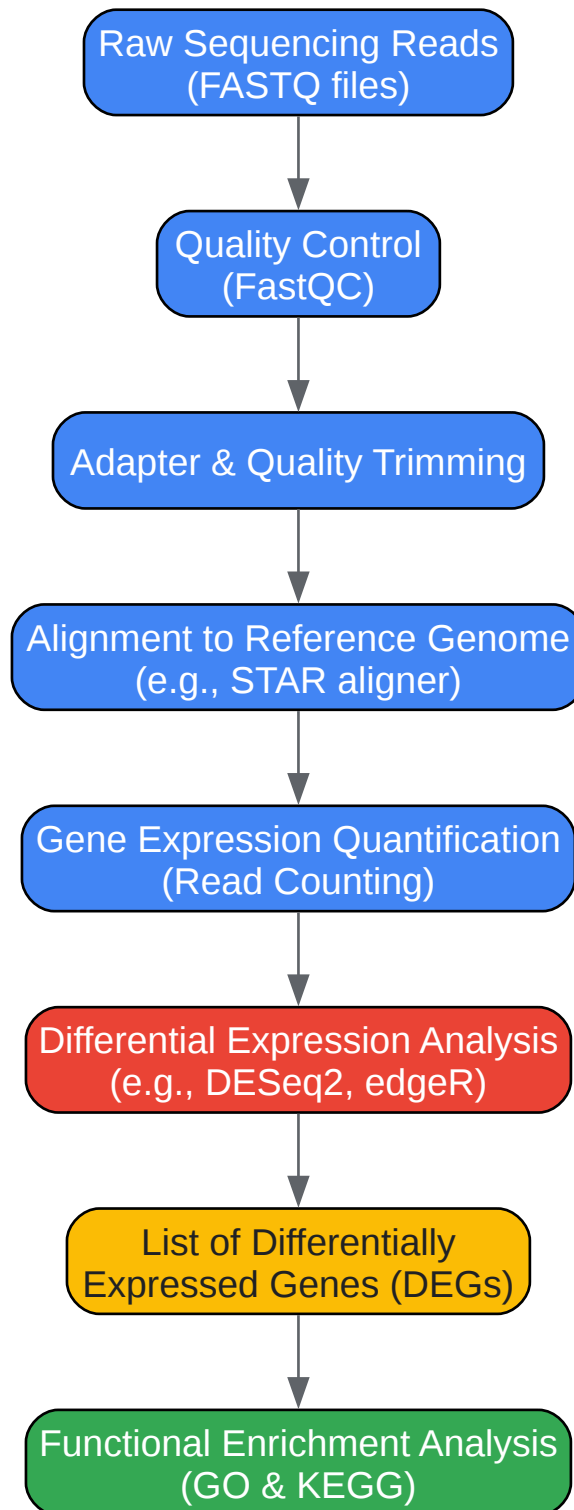 Raw Sequencing Reads
(FASTQ files)
Quality Control
(FastQC)
Adapter & Quality Trimming
Alignment to Reference Genome
(e.g., STAR aligner)
Gene Expression Quantification
(Read Counting)
Differential Expression Analysis
(e.g., DESeq2, edgeR)
List of Differentially
Expressed Genes (DEGs)
Functional Enrichment Analysis
(GO & KEGG)